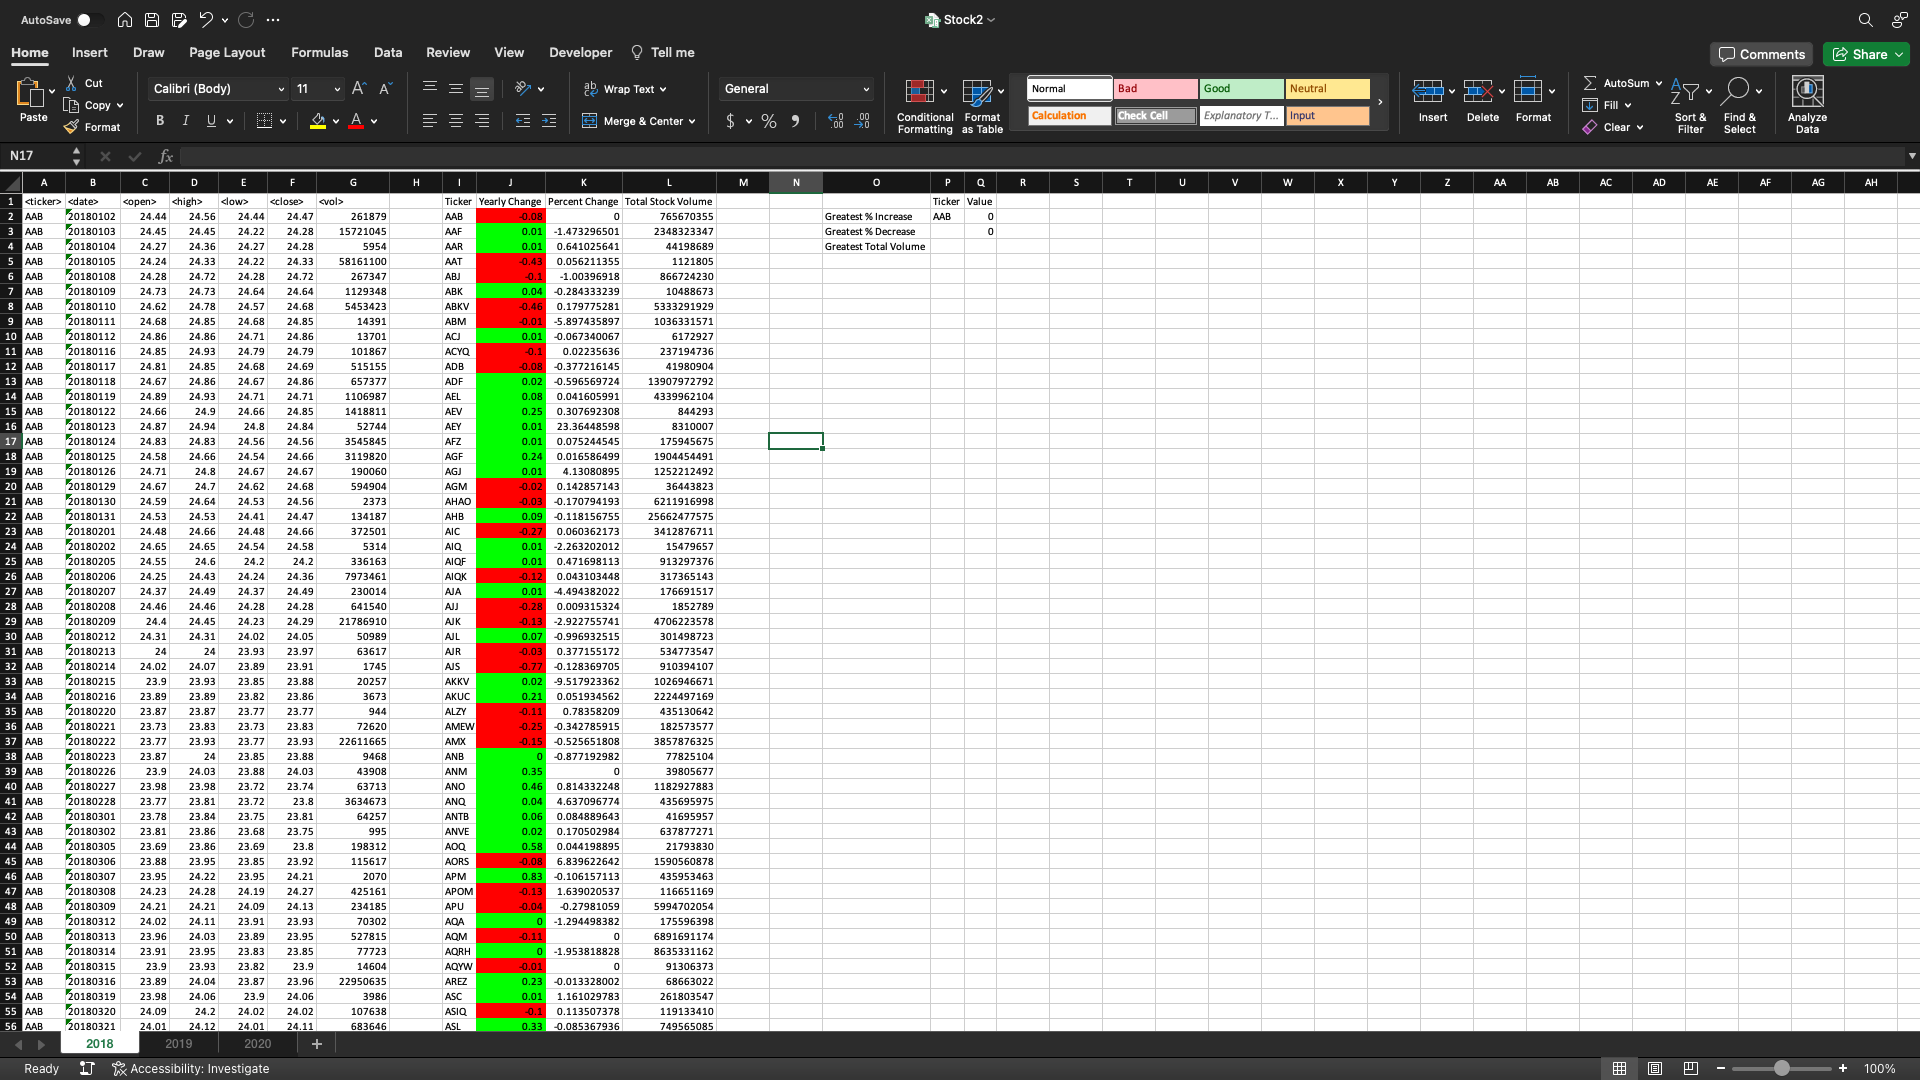 AutoSave
Stock2
Home Insert Draw Page Layout Formulas Data Review View Developer Tell me Comments Share
Paste Cut Copy Format
Calibri (Body) 11
B I U A
ab Wrap Text
Merge & Center
General
$ % 9
Conditional Formatting
Format as Table
Normal Bad Good Neutral
Calculation Check Cell Explanatory T... Input
Insert Delete Format
AutoSum Fill Clear
Sort & Filter
Find & Select
Analyze Data
N17 fx
A B C D E F G H I J K L M N O P Q R S T U V W X Y Z AA AB AC AD AE AF AG AH
1 <ticker> <date> <open> <high> <low> <close> <vol> Ticker Yearly Change Percent Change Total Stock Volume Ticker Value
2 AAB 20180102 24.44 24.56 24.44 24.47 261879 AAB -0.08 0 765670355 Greatest % Increase AAB 0
3 AAB 20180103 24.45 24.45 24.22 24.28 15721045 AAF 0.01 -1.473296501 2348323347 Greatest % Decrease 0
4 AAB 20180104 24.27 24.36 24.27 24.28 5954 AAR 0.01 0.641025641 44198689 Greatest Total Volume
5 AAB 20180105 24.24 24.33 24.22 24.33 58161100 AAT -0.43 0.056211355 1121805
6 AAB 20180108 24.28 24.72 24.28 24.72 267347 ABJ -0.1 -1.00396918 866724230
7 AAB 20180109 24.73 24.73 24.64 24.64 1129348 ABK 0.04 -0.284333239 10488673
8 AAB 20180110 24.62 24.78 24.57 24.68 5453423 ABKV -0.46 0.179775281 5333291929
9 AAB 20180111 24.68 24.85 24.68 24.85 14391 ABM -0.01 -5.897435897 1036331571
10 AAB 20180112 24.86 24.86 24.71 24.86 13701 ACJ 0.01 -0.067340067 6172927
11 AAB 20180116 24.85 24.93 24.79 24.79 101867 ACYQ -0.1 0.02235636 237194736
12 AAB 20180117 24.81 24.85 24.68 24.69 515155 ADB -0.08 -0.377216145 41980904
13 AAB 20180118 24.67 24.86 24.67 24.86 657377 ADF 0.02 -0.596569724 13907972792
14 AAB 20180119 24.89 24.93 24.71 24.71 1106987 AEL 0.08 0.041605991 4339962104
15 AAB 20180122 24.66 24.9 24.66 24.85 1418811 AEV 0.25 0.307692308 844293
16 AAB 20180123 24.87 24.94 24.8 24.84 52744 AEY 0.01 23.36448598 8310007
17 AAB 20180124 24.83 24.83 24.56 24.56 3545845 AFZ 0.01 0.075244545 175945675
18 AAB 20180125 24.58 24.66 24.54 24.66 3119820 AGF 0.24 0.016586499 1904454491
19 AAB 20180126 24.71 24.8 24.67 24.67 190060 AGJ 0.01 4.13080895 1252212492
20 AAB 20180129 24.67 24.7 24.62 24.68 594904 AGM -0.02 0.142857143 36443823
21 AAB 20180130 24.59 24.64 24.53 24.56 2373 AHAO -0.03 -0.170794193 6211916998
22 AAB 20180131 24.53 24.53 24.41 24.47 134187 AHB 0.09 -0.118156755 25662477575
23 AAB 20180201 24.48 24.66 24.48 24.66 372501 AIC -0.27 0.060362173 3412876711
24 AAB 20180202 24.65 24.65 24.54 24.58 5314 AIQ 0.01 -2.263202012 15479657
25 AAB 20180205 24.55 24.6 24.2 24.2 336163 AIQF 0.01 0.471698113 913297376
26 AAB 20180206 24.25 24.43 24.24 24.36 7973461 AIQK -0.12 0.043103448 317365143
27 AAB 20180207 24.37 24.49 24.37 24.49 230014 AJA 0.01 -4.494382022 176691517
28 AAB 20180208 24.46 24.46 24.28 24.28 641540 AJJ -0.28 0.009315324 1852789
29 AAB 20180209 24.4 24.45 24.23 24.29 21786910 AJK -0.13 -2.922755741 4706223578
30 AAB 20180212 24.31 24.31 24.02 24.05 50989 AJL 0.07 -0.996932515 301498723
31 AAB 20180213 24 24 23.93 23.97 63617 AJR -0.03 0.377155172 534773547
32 AAB 20180214 24.02 24.07 23.89 23.91 1745 AJS -0.77 -0.128369705 910394107
33 AAB 20180215 23.9 23.93 23.85 23.88 20257 AKKV 0.02 -9.517923362 1026946671
34 AAB 20180216 23.89 23.89 23.82 23.86 3673 AKUC 0.21 0.051934562 2224497169
35 AAB 20180220 23.87 23.87 23.77 23.77 944 ALZY -0.11 0.78358209 435130642
36 AAB 20180221 23.73 23.83 23.73 23.83 72620 AMEW -0.25 -0.342785915 182573577
37 AAB 20180222 23.77 23.93 23.77 23.93 22611665 AMX -0.15 -0.525651808 3857876325
38 AAB 20180223 23.87 24 23.85 23.88 9468 ANB 0 -0.877192982 77825104
39 AAB 20180226 23.9 24.03 23.88 24.03 43908 ANM 0.35 0 39805677
40 AAB 20180227 23.98 23.98 23.72 23.74 63713 ANO 0.46 0.814332248 1182927883
41 AAB 20180228 23.77 23.81 23.72 23.8 3634673 ANQ 0.04 4.637096774 435695975
42 AAB 20180301 23.78 23.84 23.75 23.81 64257 ANTB 0.06 0.084889643 41695957
43 AAB 20180302 23.81 23.86 23.68 23.75 995 ANVE 0.02 0.170502984 637877271
44 AAB 20180305 23.69 23.86 23.69 23.8 198312 AOQ 0.58 0.044198895 21793830
45 AAB 20180306 23.88 23.95 23.85 23.92 115617 AORS -0.08 6.839622642 1590560878
46 AAB 20180307 23.95 24.22 23.95 24.21 2070 APM 0.83 -0.106157113 435953463
47 AAB 20180308 24.23 24.28 24.19 24.27 425161 APOM -0.13 1.639020537 116651169
48 AAB 20180309 24.21 24.21 24.09 24.13 234185 APU -0.04 -0.27981059 5994702054
49 AAB 20180312 24.02 24.11 23.91 23.93 70302 AQA 0 -1.294498382 175596398
50 AAB 20180313 23.96 24.03 23.89 23.95 527815 AQM -0.11 0 6891691174
51 AAB 20180314 23.91 23.95 23.83 23.85 77723 AQRH 0 -1.953818828 8635331162
52 AAB 20180315 23.9 23.93 23.82 23.9 14604 AQYW -0.01 0 91306373
53 AAB 20180316 23.89 24.04 23.87 23.96 22950635 AREZ 0.23 -0.013328002 68663022
54 AAB 20180319 23.98 24.06 23.9 24.06 3986 ASC 0.01 1.161029783 261803547
55 AAB 20180320 24.09 24.2 24.02 24.02 107638 ASIQ -0.1 0.113507378 119133410
56 AAB 20180321 24.01 24.12 24.01 24.11 683646 ASL 0.33 -0.085367936 749565085
2018 2019 2020 +
Ready Accessibility: Investigate 100%